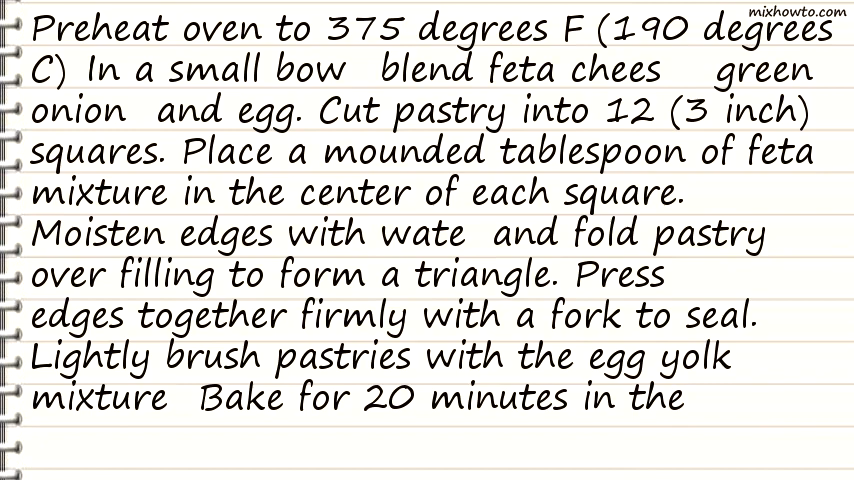 mixhowto.com
Preheat oven to 375 degrees F (190 degrees
C) In a small bow blend feta chees green
onion and egg. Cut pastry into 12 (3 inch)
squares. Place a mounded tablespoon of feta
mixture in the center of each square.
Moisten edges with wate and fold pastry
over filling to form a triangle. Press
edges together firmly with a fork to seal.
Lightly brush pastries with the egg yolk
mixture Bake for 20 minutes in the